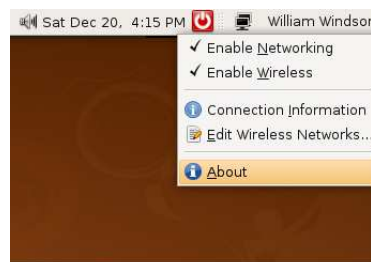 Sat Dec 20, 4:15 PM William Windsor
Enable Networking
Enable Wireless
Connection Information
Edit Wireless Networks...
About